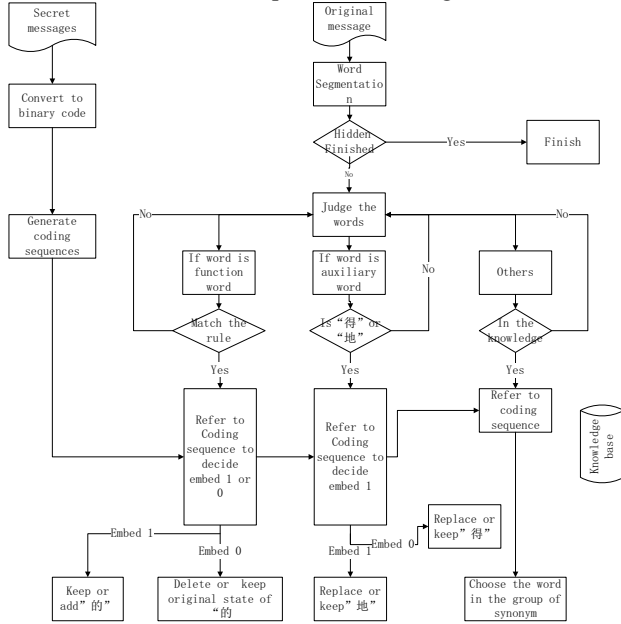 Secret
messages
Original
message
Convert to
binary code
Word
Segmentatio
n
Hidden
Finished
Yes
Finish
No
Generate
coding
sequences
No
Judge the
words
No
If word is
function
word
If word is
auxiliary
word
No
Others
Match the
rule
Is “得”or
“地”
In the
knowledge
Yes
Yes
Yes
Refer to
Coding
sequence to
decide
embed 1 or
0
Refer to
Coding
sequence to
decide
embed 1
Refer to
coding
sequence
Knowledge
base
Embed 1
Embed 0
Embed 1
Embed 0
Replace or
keep”得”
Keep or
add”的”
Delete or keep
original state of
“的
Replace or
keep”地”
Choose the word
in the group of
synonym